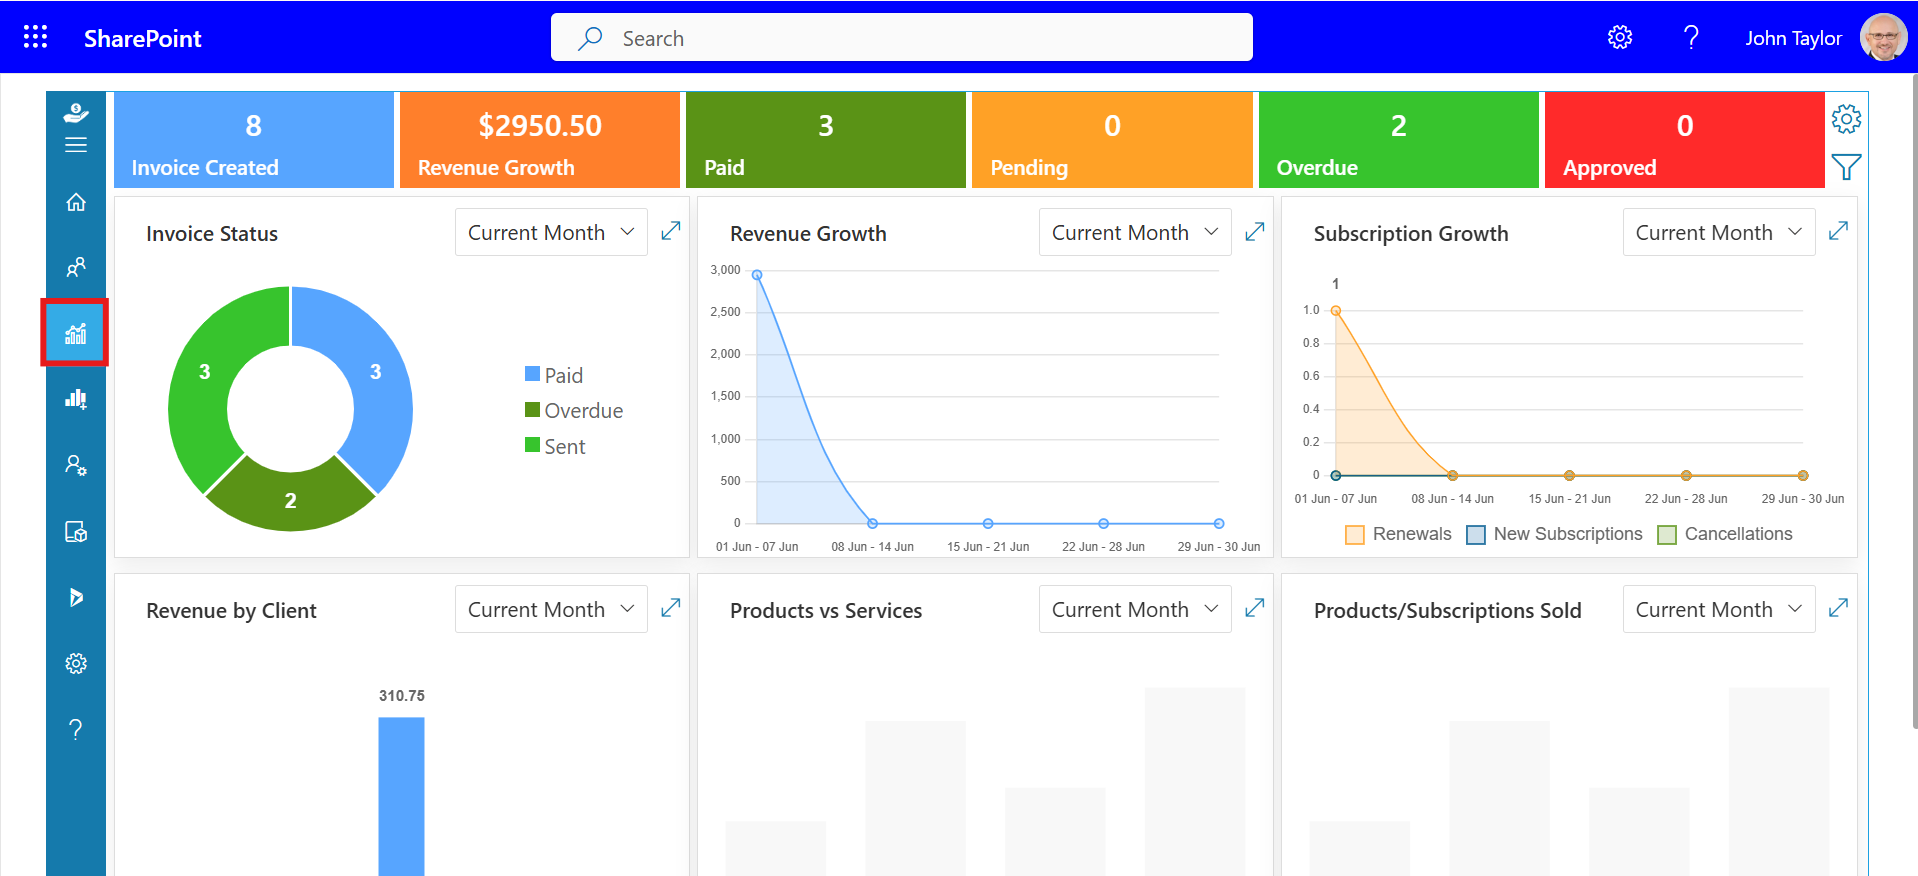 SharePoint
Search
John Taylor
8
Invoice Created
$2950.50
Revenue Growth
3
Paid
0
Pending
2
Overdue
0
Approved
Invoice Status
Current Month
3
3
2
Paid
Overdue
Sent
Revenue Growth
Current Month
3,000
2,500
2,000
1,500
1,000
500
0
01 Jun - 07 Jun 08 Jun - 14 Jun 15 Jun - 21 Jun 22 Jun - 28 Jun 29 Jun - 30 Jun
Subscription Growth
Current Month
1
1.0
0.8
0.6
0.4
0.2
0
01 Jun - 07 Jun 08 Jun - 14 Jun 15 Jun - 21 Jun 22 Jun - 28 Jun 29 Jun - 30 Jun
Renewals New Subscriptions Cancellations
Revenue by Client
Current Month
310.75
Products vs Services
Current Month
Products/Subscriptions Sold
Current Month